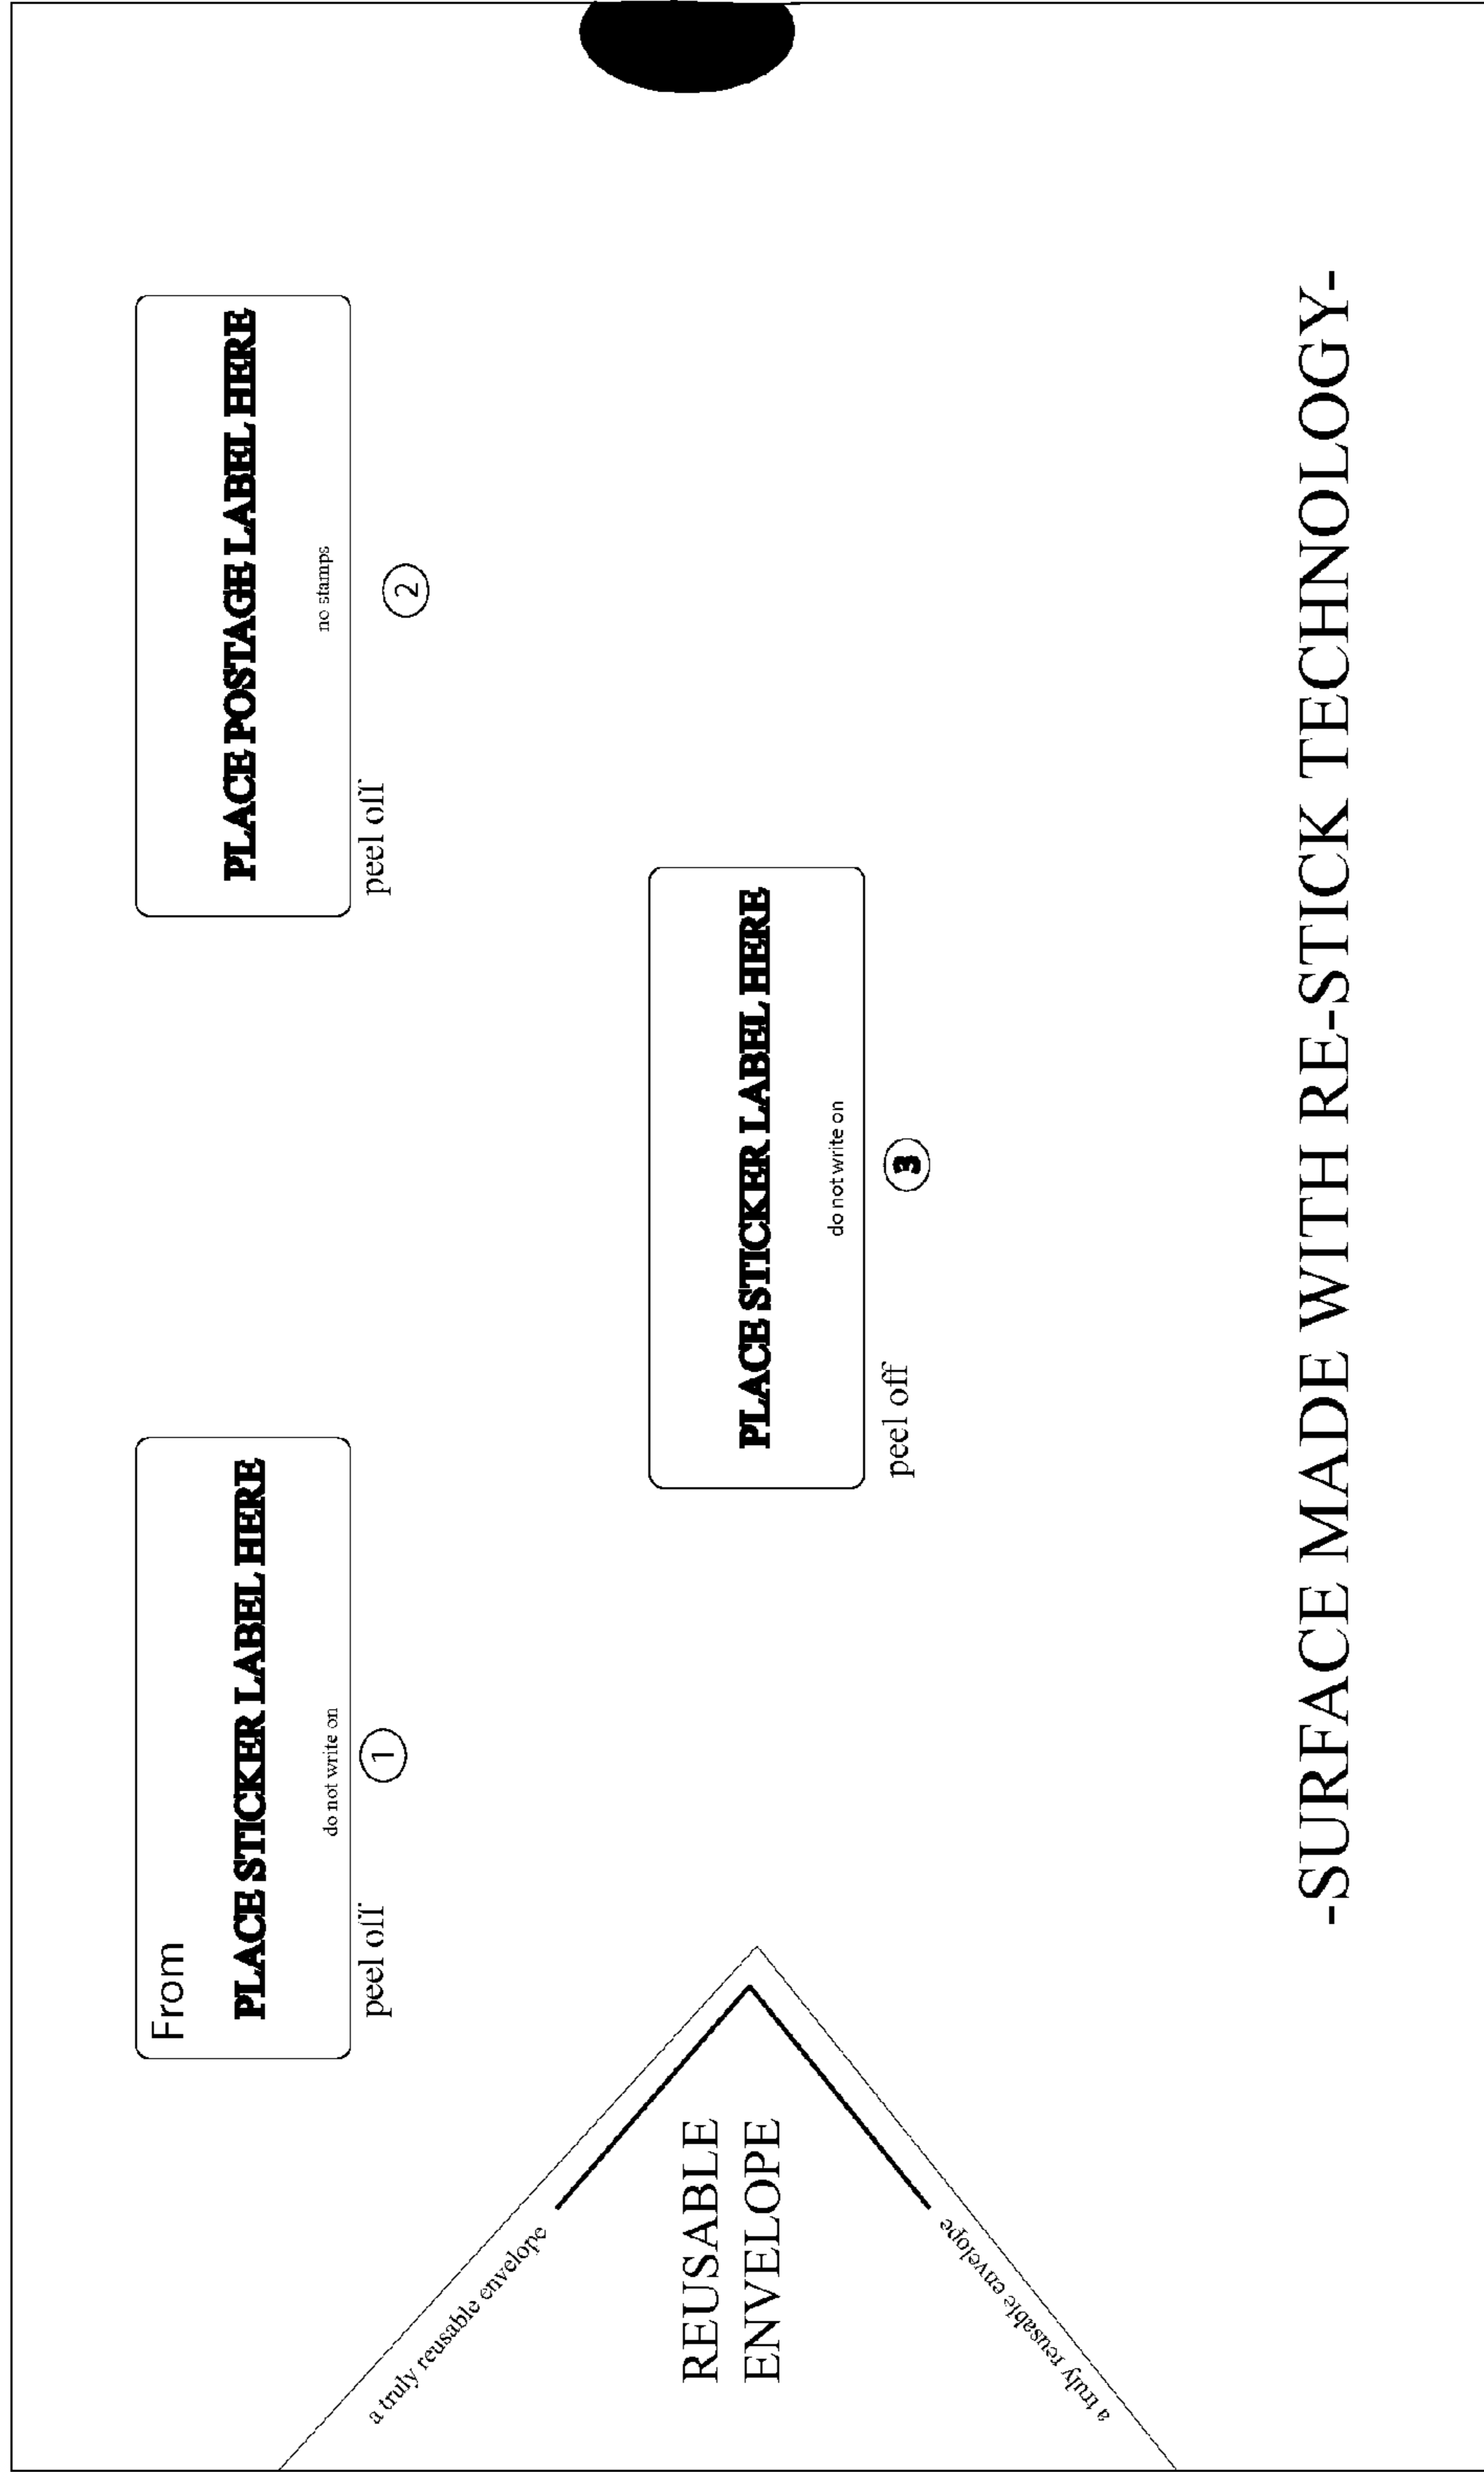 From
PLACE STICKER LABEL HERE
do not write on
peel off
1
PLACE POSTAGE LABEL HERE
no stamps
peel off
2
PLACE STICKER LABEL HERE
do not write on
peel off
3
a truly reusable envelope
REUSABLE
ENVELOPE
a truly reusable envelope
-SURFACE MADE WITH RE-STICK TECHNOLOGY-